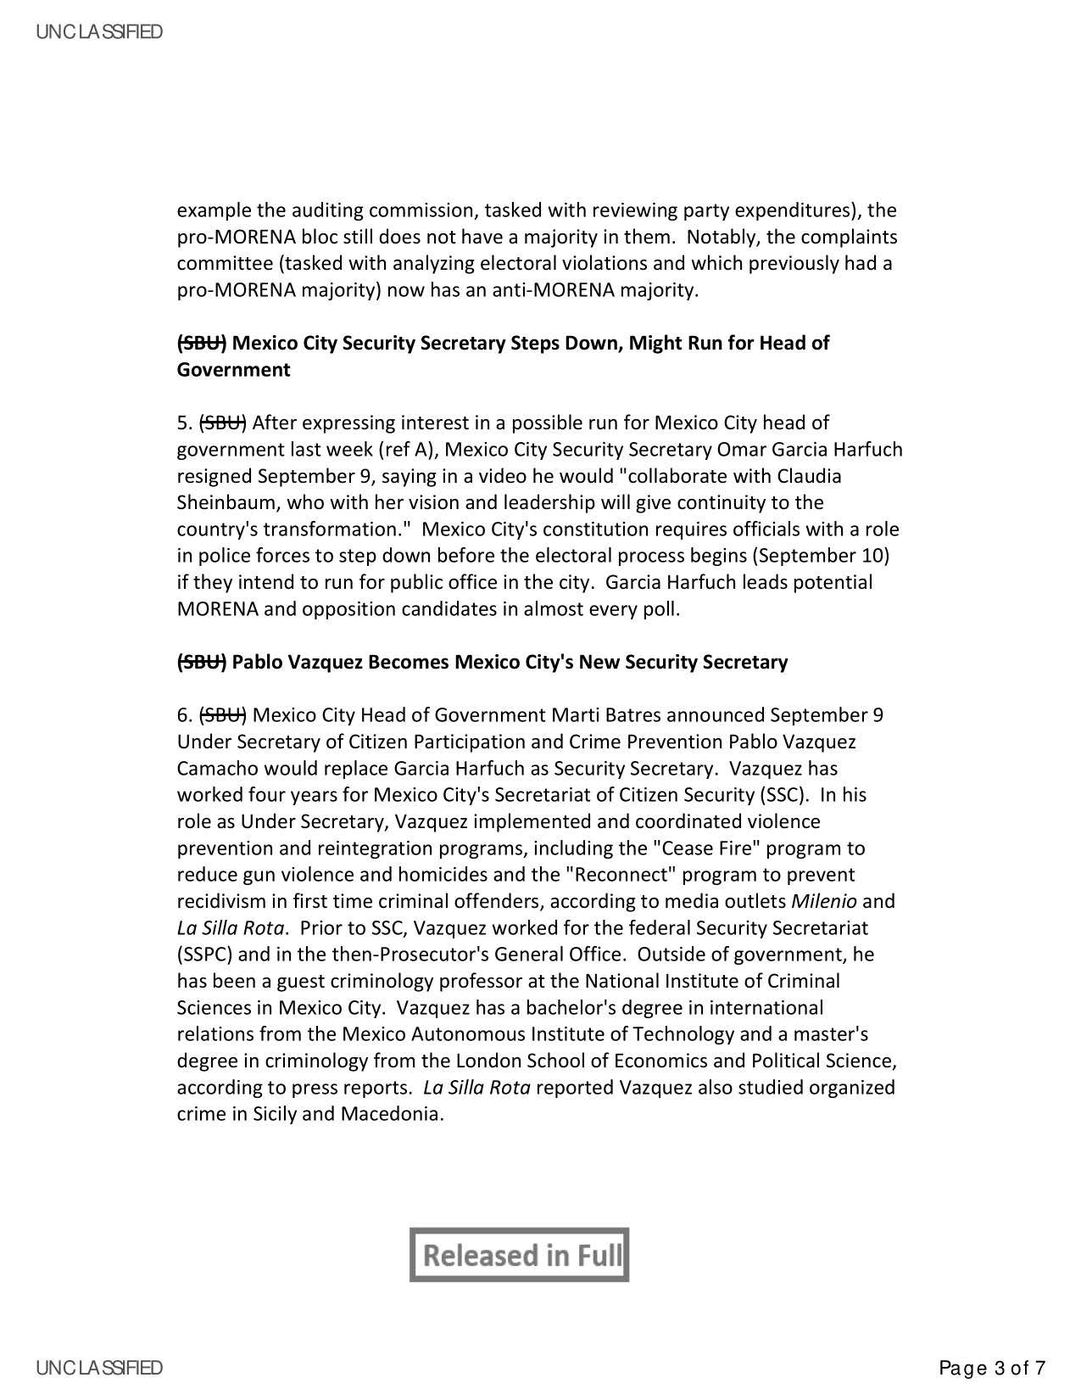 UNCLASSIFIED
example the auditing commission, tasked with reviewing party expenditures), the
pro-MORENA bloc still does not have a majority in them.  Notably, the complaints
committee (tasked with analyzing electoral violations and which previously had a
pro-MORENA majority) now has an anti-MORENA majority.
(SBU) Mexico City Security Secretary Steps Down, Might Run for Head of
Government
5. (SBU) After expressing interest in a possible run for Mexico City head of
government last week (ref A), Mexico City Security Secretary Omar Garcia Harfuch
resigned September 9, saying in a video he would "collaborate with Claudia
Sheinbaum, who with her vision and leadership will give continuity to the
country's transformation."  Mexico City's constitution requires officials with a role
in police forces to step down before the electoral process begins (September 10)
if they intend to run for public office in the city.  Garcia Harfuch leads potential
MORENA and opposition candidates in almost every poll.
(SBU) Pablo Vazquez Becomes Mexico City's New Security Secretary
6. (SBU) Mexico City Head of Government Marti Batres announced September 9
Under Secretary of Citizen Participation and Crime Prevention Pablo Vazquez
Camacho would replace Garcia Harfuch as Security Secretary.  Vazquez has
worked four years for Mexico City's Secretariat of Citizen Security (SSC).  In his
role as Under Secretary, Vazquez implemented and coordinated violence
prevention and reintegration programs, including the "Cease Fire" program to
reduce gun violence and homicides and the "Reconnect" program to prevent
recidivism in first time criminal offenders, according to media outlets Milenio and
La Silla Rota.  Prior to SSC, Vazquez worked for the federal Security Secretariat
(SSPC) and in the then-Prosecutor's General Office.  Outside of government, he
has been a guest criminology professor at the National Institute of Criminal
Sciences in Mexico City.  Vazquez has a bachelor's degree in international
relations from the Mexico Autonomous Institute of Technology and a master's
degree in criminology from the London School of Economics and Political Science,
according to press reports.  La Silla Rota reported Vazquez also studied organized
crime in Sicily and Macedonia.
Released in Full
UNCLASSIFIED
Page 3 of 7